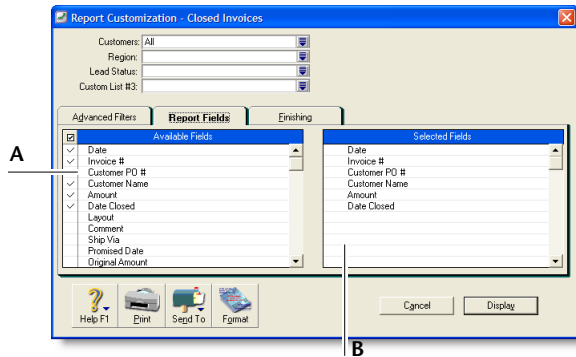 Report Customization - Closed Invoices
Customers: All
Region:
Lead Status:
Custom List #3:
Advanced Filters Report Fields Finishing
Available Fields Selected Fields
Date Date
Invoice # Invoice #
Customer PO # Customer PO #
Customer Name Customer Name
Amount Amount
Date Closed Date Closed
Layout
Comment
Ship Via
Promised Date
Original Amount
A
Help F1 Print Send To Format Cancel Display
B